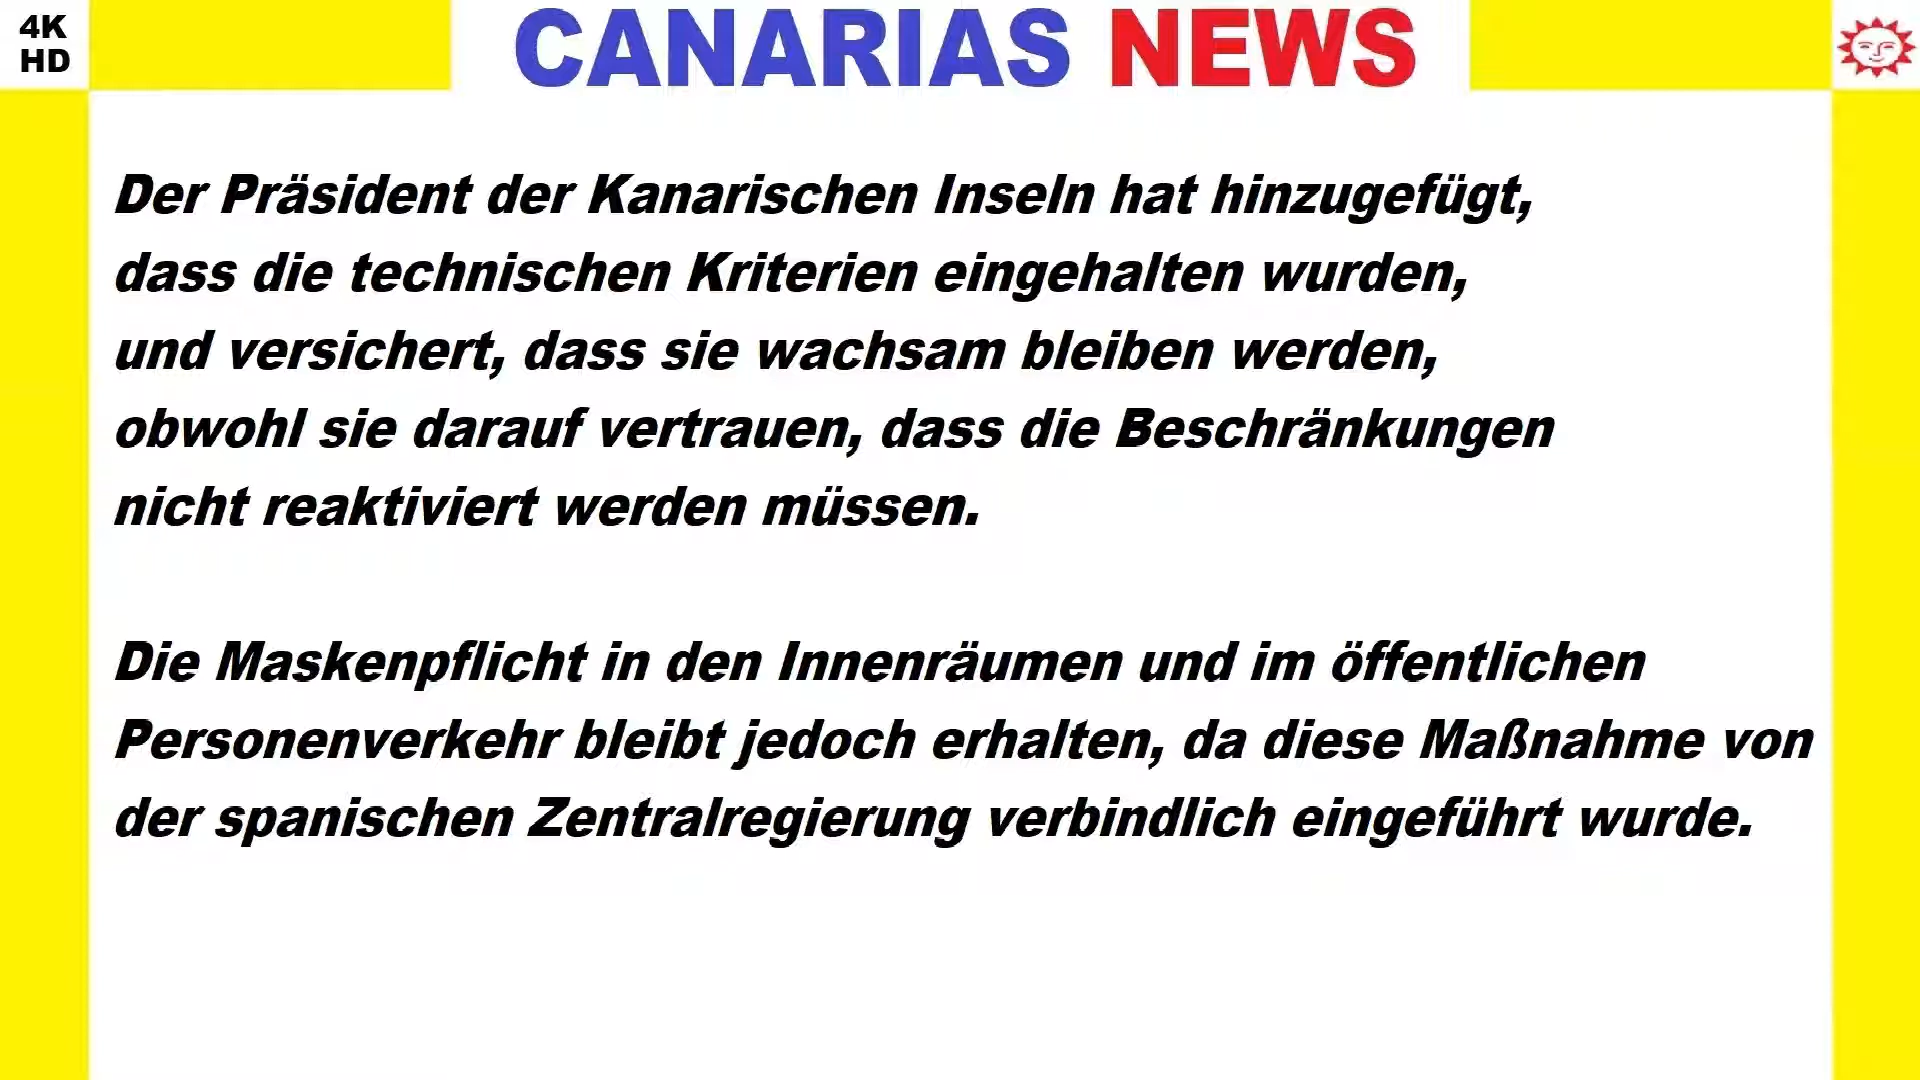 4K
HD
CANARIAS NEWS
Der Präsident der Kanarischen Inseln hat hinzugefügt,
dass die technischen Kriterien eingehalten wurden,
und versichert, dass sie wachsam bleiben werden,
obwohl sie darauf vertrauen, dass die Beschränkungen
nicht reaktiviert werden müssen.
Die Maskenpflicht in den Innenräumen und im öffentlichen
Personenverkehr bleibt jedoch erhalten, da diese Maßnahme von
der spanischen Zentralregierung verbindlich eingeführt wurde.